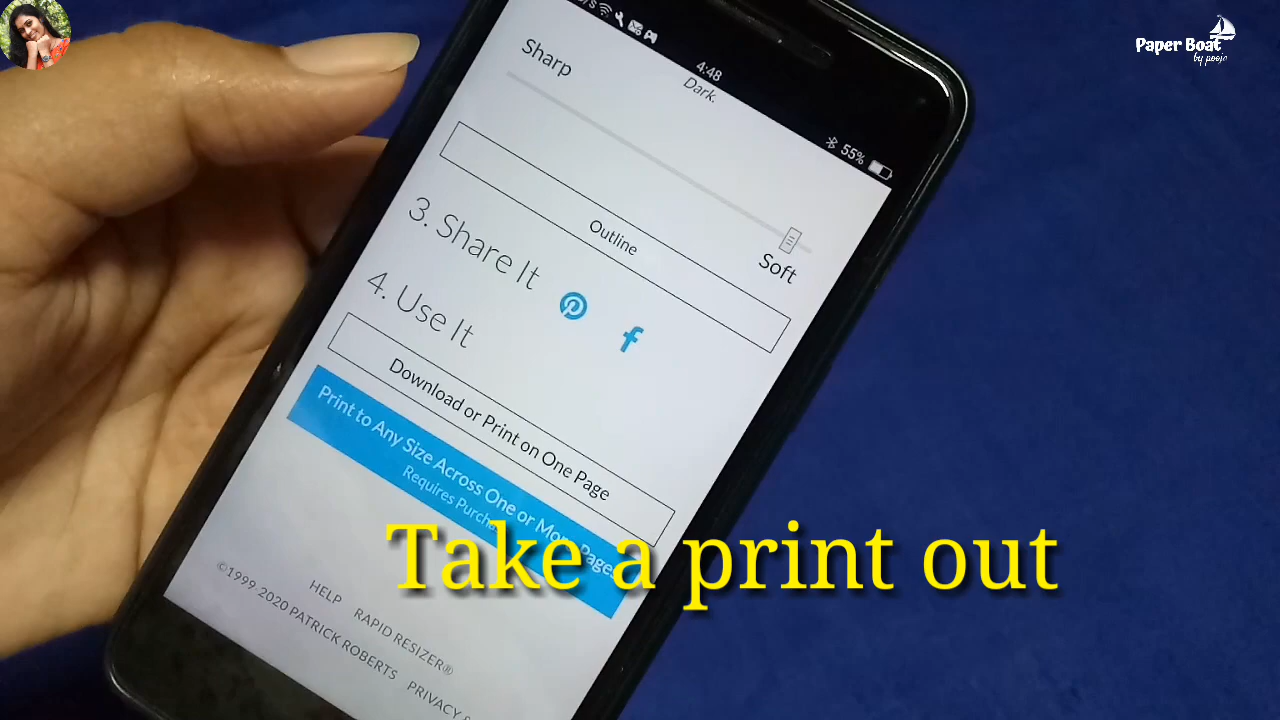 Paper Boat
by pooja
4:48
55%
Dark.
Sharp
Soft
Outline
3. Share It
4. Use It
Download or Print on One Page
Print to Any Size Across One or More Pages
Requires
Take a print out
HELP
RAPID RESIZER®
©1999-2020 PATRICK ROBERTS
PRIVACY